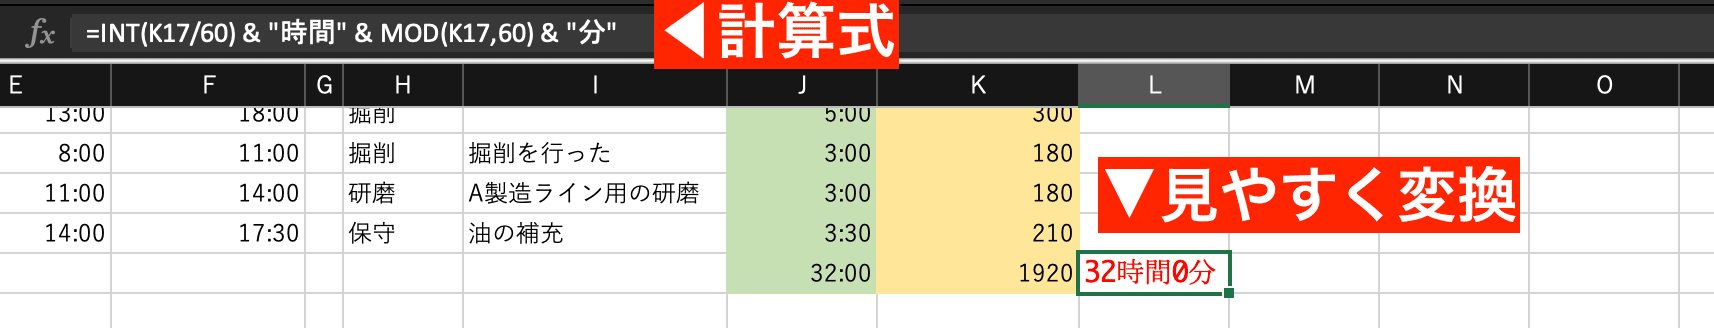 fx =INT(K17/60) & "時間" & MOD(K17,60) & "分" ◀計算式
E F G H I J K L M N O
13:00 18:00 掘削 5:00 300
8:00 11:00 掘削 掘削を行った 3:00 180
11:00 14:00 研磨 A製造ライン用の研磨 3:00 180
▼見やすく変換
14:00 17:30 保守 油の補充 3:30 210
32:00 1920 32時間0分